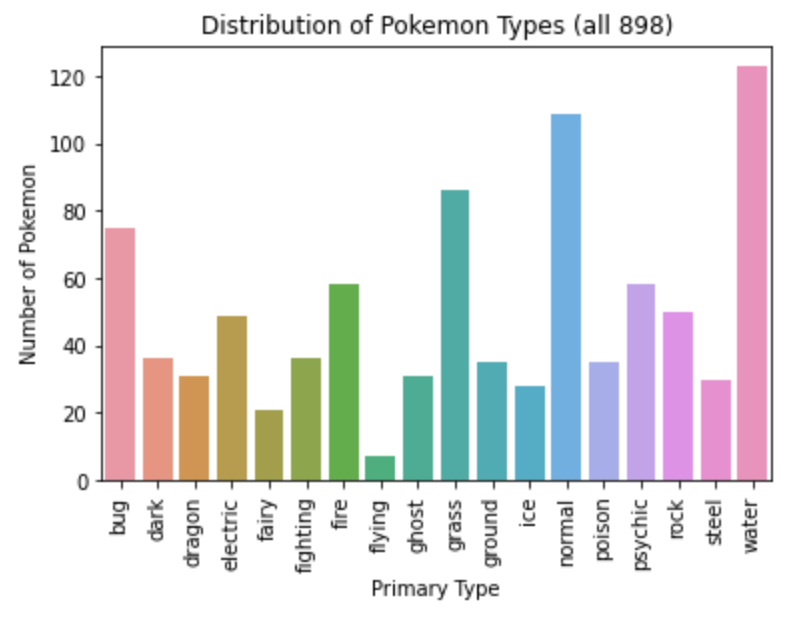 Distribution of Pokemon Types (all 898)
Number of Pokemon
120
100
80
60
40
20
0
bug
dark
dragon
electric
fairy
fighting
fire
flying
ghost
grass
ground
ice
normal
poison
psychic
rock
steel
water
Primary Type